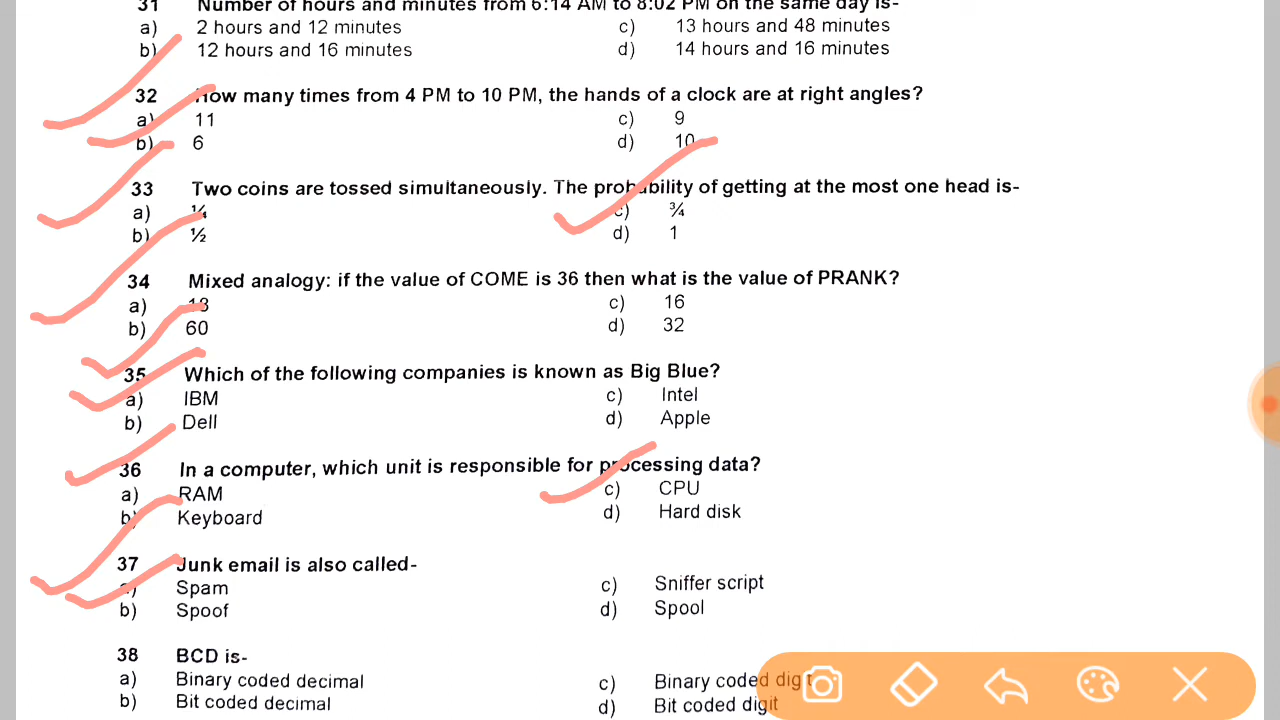 31 Number of hours and minutes from 6:14 AM to 8:02 PM on the same day is-
a) 2 hours and 12 minutes c) 13 hours and 48 minutes
b) 12 hours and 16 minutes d) 14 hours and 16 minutes
32 How many times from 4 PM to 10 PM, the hands of a clock are at right angles?
a) 11 c) 9
b) 6 d) 10
33 Two coins are tossed simultaneously. The probability of getting at the most one head is-
a) ¼ c) ¾
b) ½ d) 1
34 Mixed analogy: if the value of COME is 36 then what is the value of PRANK?
a) 18 c) 16
b) 60 d) 32
35 Which of the following companies is known as Big Blue?
a) IBM c) Intel
b) Dell d) Apple
36 In a computer, which unit is responsible for processing data?
a) RAM c) CPU
b) Keyboard d) Hard disk
37 Junk email is also called-
a) Spam c) Sniffer script
b) Spoof d) Spool
38 BCD is-
a) Binary coded decimal c) Binary coded digit
b) Bit coded decimal d) Bit coded digit